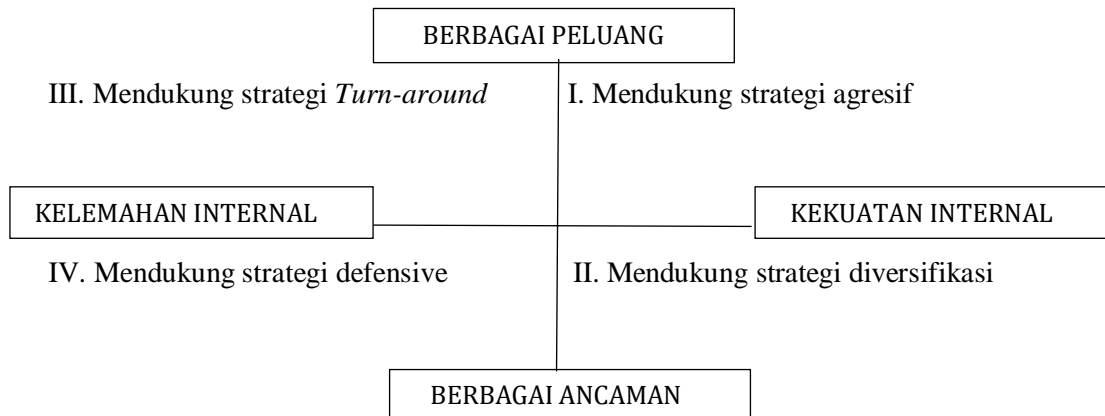 BERBAGAI PELUANG
III. Mendukung strategi Turn-around
I. Mendukung strategi agresif
KELEMAHAN INTERNAL
KEKUATAN INTERNAL
IV. Mendukung strategi defensive
II. Mendukung strategi diversifikasi
BERBAGAI ANCAMAN